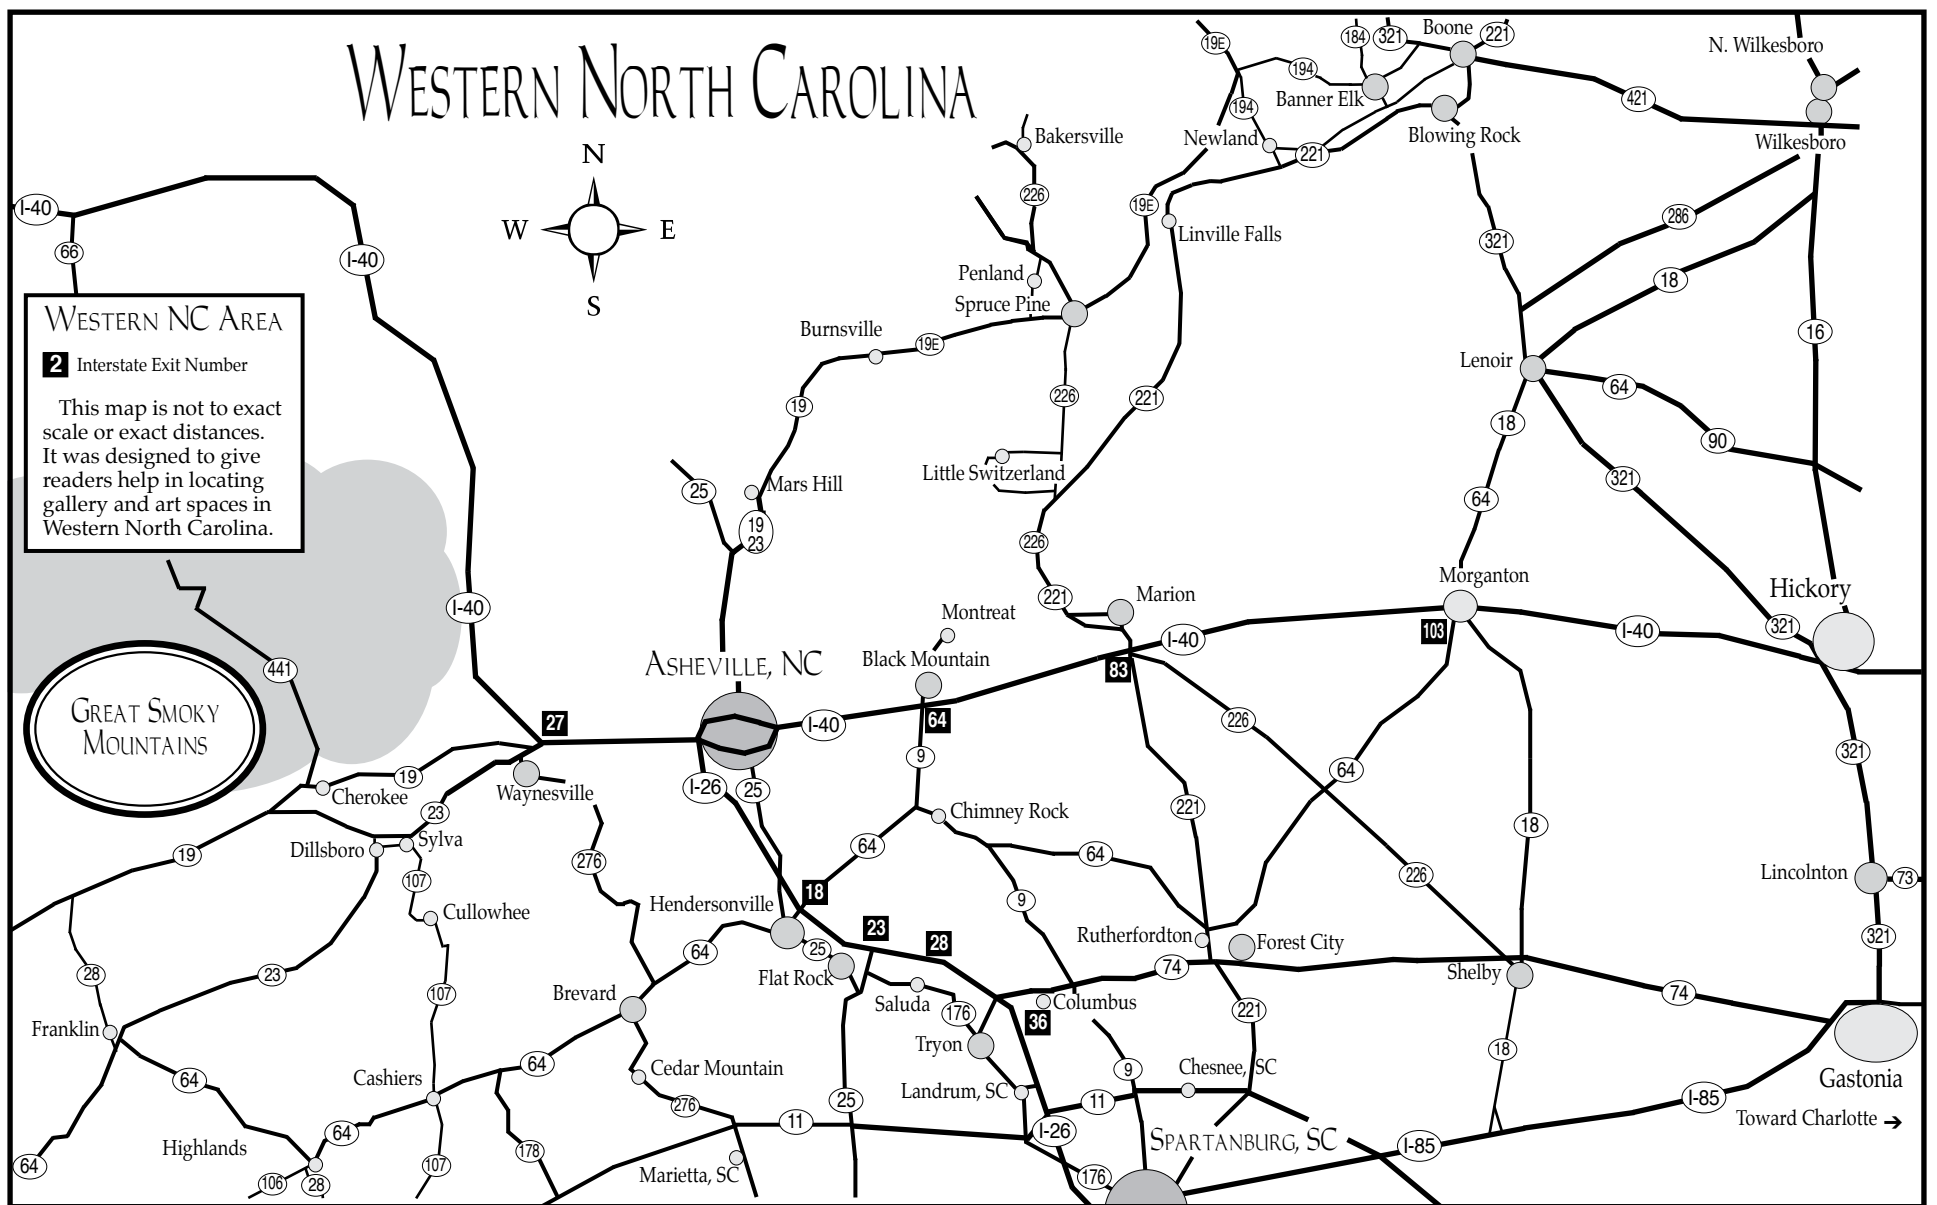 WESTERN NORTH CAROLINA
N
W
E
S
19E
184
321
Boone
221
N. Wilkesboro
194
Banner Elk
421
194
Newland
221
Blowing Rock
Wilkesboro
Bakersville
226
19E
Linville Falls
286
I-40
66
I-40
321
18
Penland
Spruce Pine
Burnsville
19E
16
WESTERN NC AREA
2 Interstate Exit Number
This map is not to exact
scale or exact distances.
It was designed to give
readers help in locating
gallery and art spaces in
Western North Carolina.
Lenoir
64
226
221
19
18
90
Little Switzerland
321
25
Mars Hill
64
19
23
226
Morganton
Hickory
221
Marion
I-40
Montreat
103
I-40
321
I-40
Black Mountain
ASHEVILLE, NC
83
441
GREAT SMOKY
MOUNTAINS
27
I-40
64
226
321
9
64
Cherokee
19
Waynesville
I-26
25
23
Chimney Rock
221
18
Dillsboro
Sylva
19
276
64
64
107
Lincolnton
73
226
18
Hendersonville
Cullowhee
9
23
28
Rutherfordton
Forest City
321
64
25
Flat Rock
74
Shelby
28
23
107
Brevard
Saluda
Columbus
74
176
36
221
Franklin
Tryon
18
64
64
Cashiers
Cedar Mountain
9
Chesnee, SC
Landrum, SC
Gastonia
276
25
11
I-85
Toward Charlotte ➔
64
11
I-26
SPARTANBURG, SC
I-85
Highlands
178
64
107
Marietta, SC
176
106
28